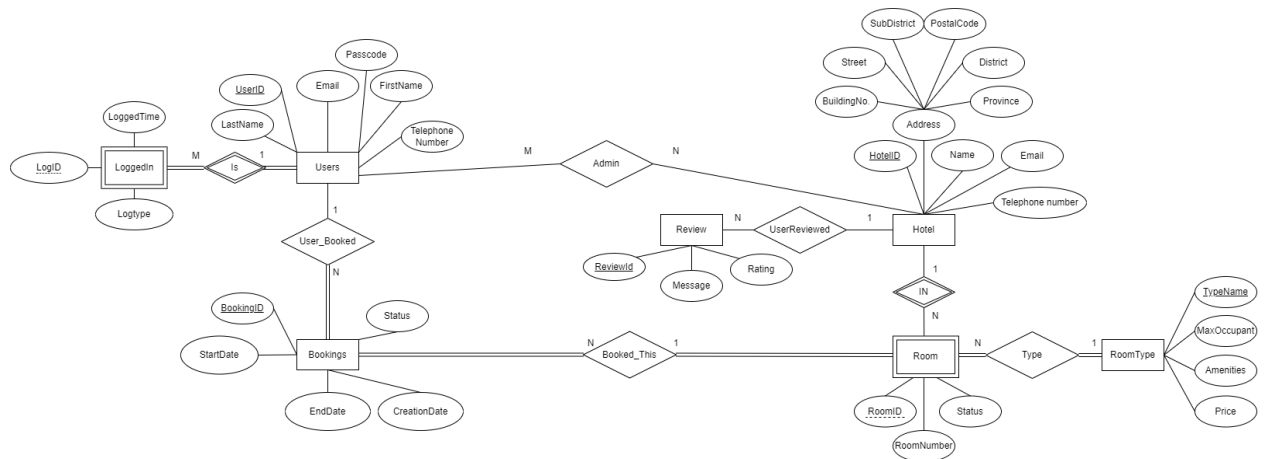 SubDistrict
PostalCode
Passcode
Street
District
UserID
Email
FirstName
BuildingNo.
Province
LoggedTime
LastName
Telephone
Number
Address
LogID
LoggedIn
M
Is
1
Users
M
Admin
N
HotelID
Name
Email
Logtype
Telephone number
1
User_Booked
N
Review
N
UserReviewed
1
Hotel
ReviewId
Message
Rating
1
IN
N
BookingID
Status
TypeName
MaxOccupant
StartDate
Bookings
N
Booked_This
1
Room
N
Type
1
RoomType
Amenities
EndDate
CreationDate
RoomID
Status
Price
RoomNumber